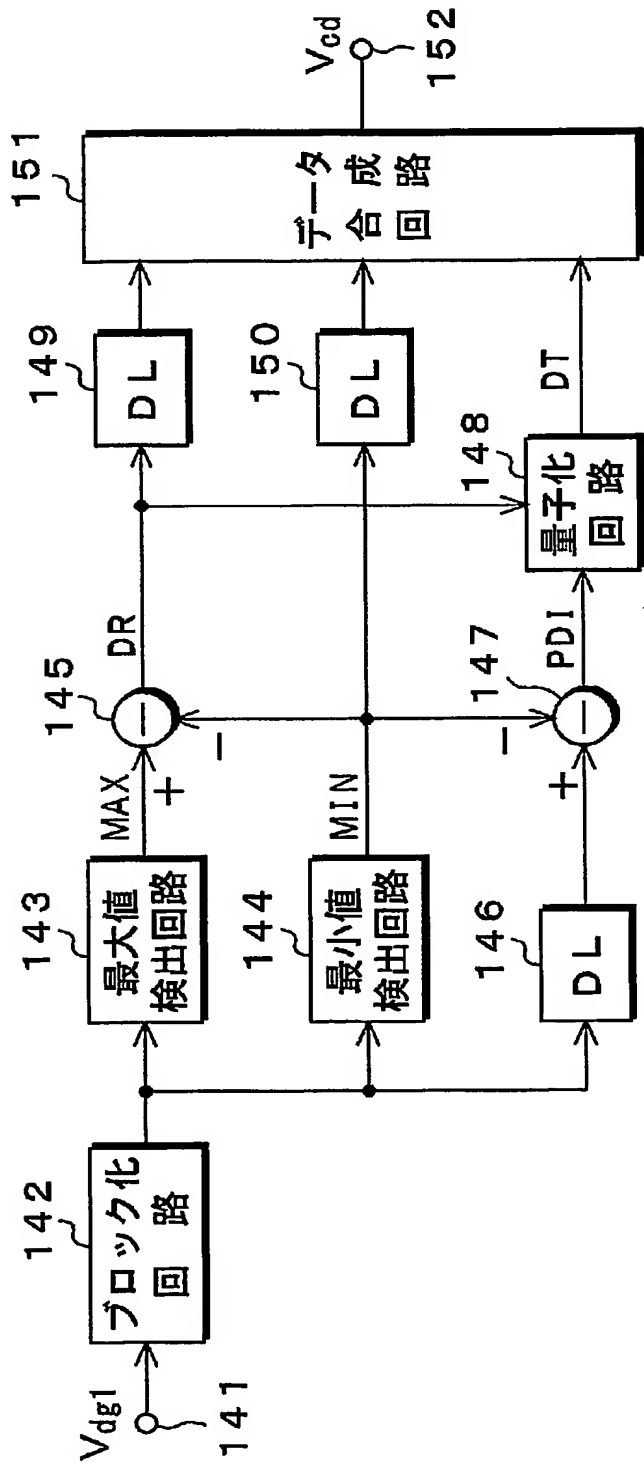 Vdg1
141
142
ブロック化
回 路
143
最大値
検出回路
MAX
+
-
145
-
DR
149
DL
144
最小値
検出回路
MIN
150
DL
146
DL
+
-
147
-
PDI
148
量子化
回 路
DT
151
データ
合 成
回 路
Vcd
152